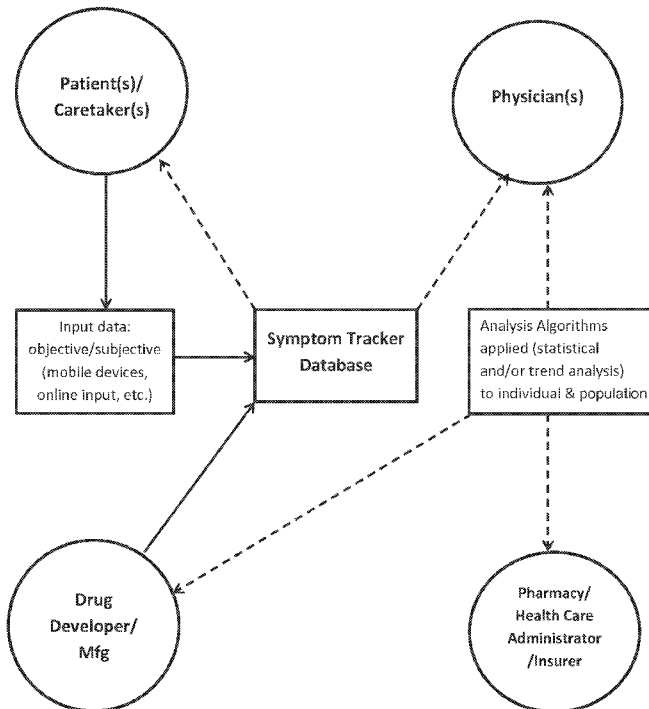 Patient(s)/
Caretaker(s)
Physician(s)
Input data:
objective/subjective
(mobile devices,
online input, etc.)
Symptom Tracker
Database
Analysis Algorithms
applied (statistical
and/or trend analysis)
to individual & population
Drug
Developer/
Mfg
Pharmacy/
Health Care
Administrator
/Insurer